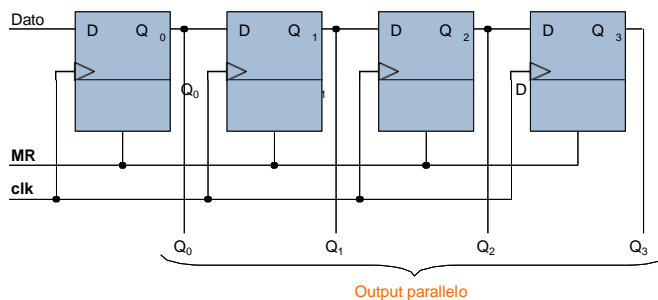 Dato D Q 0 D Q 1 D Q 2 D Q 3
Q0 1 D
MR
clk
Q0 Q1 Q2 Q3
Output parallelo